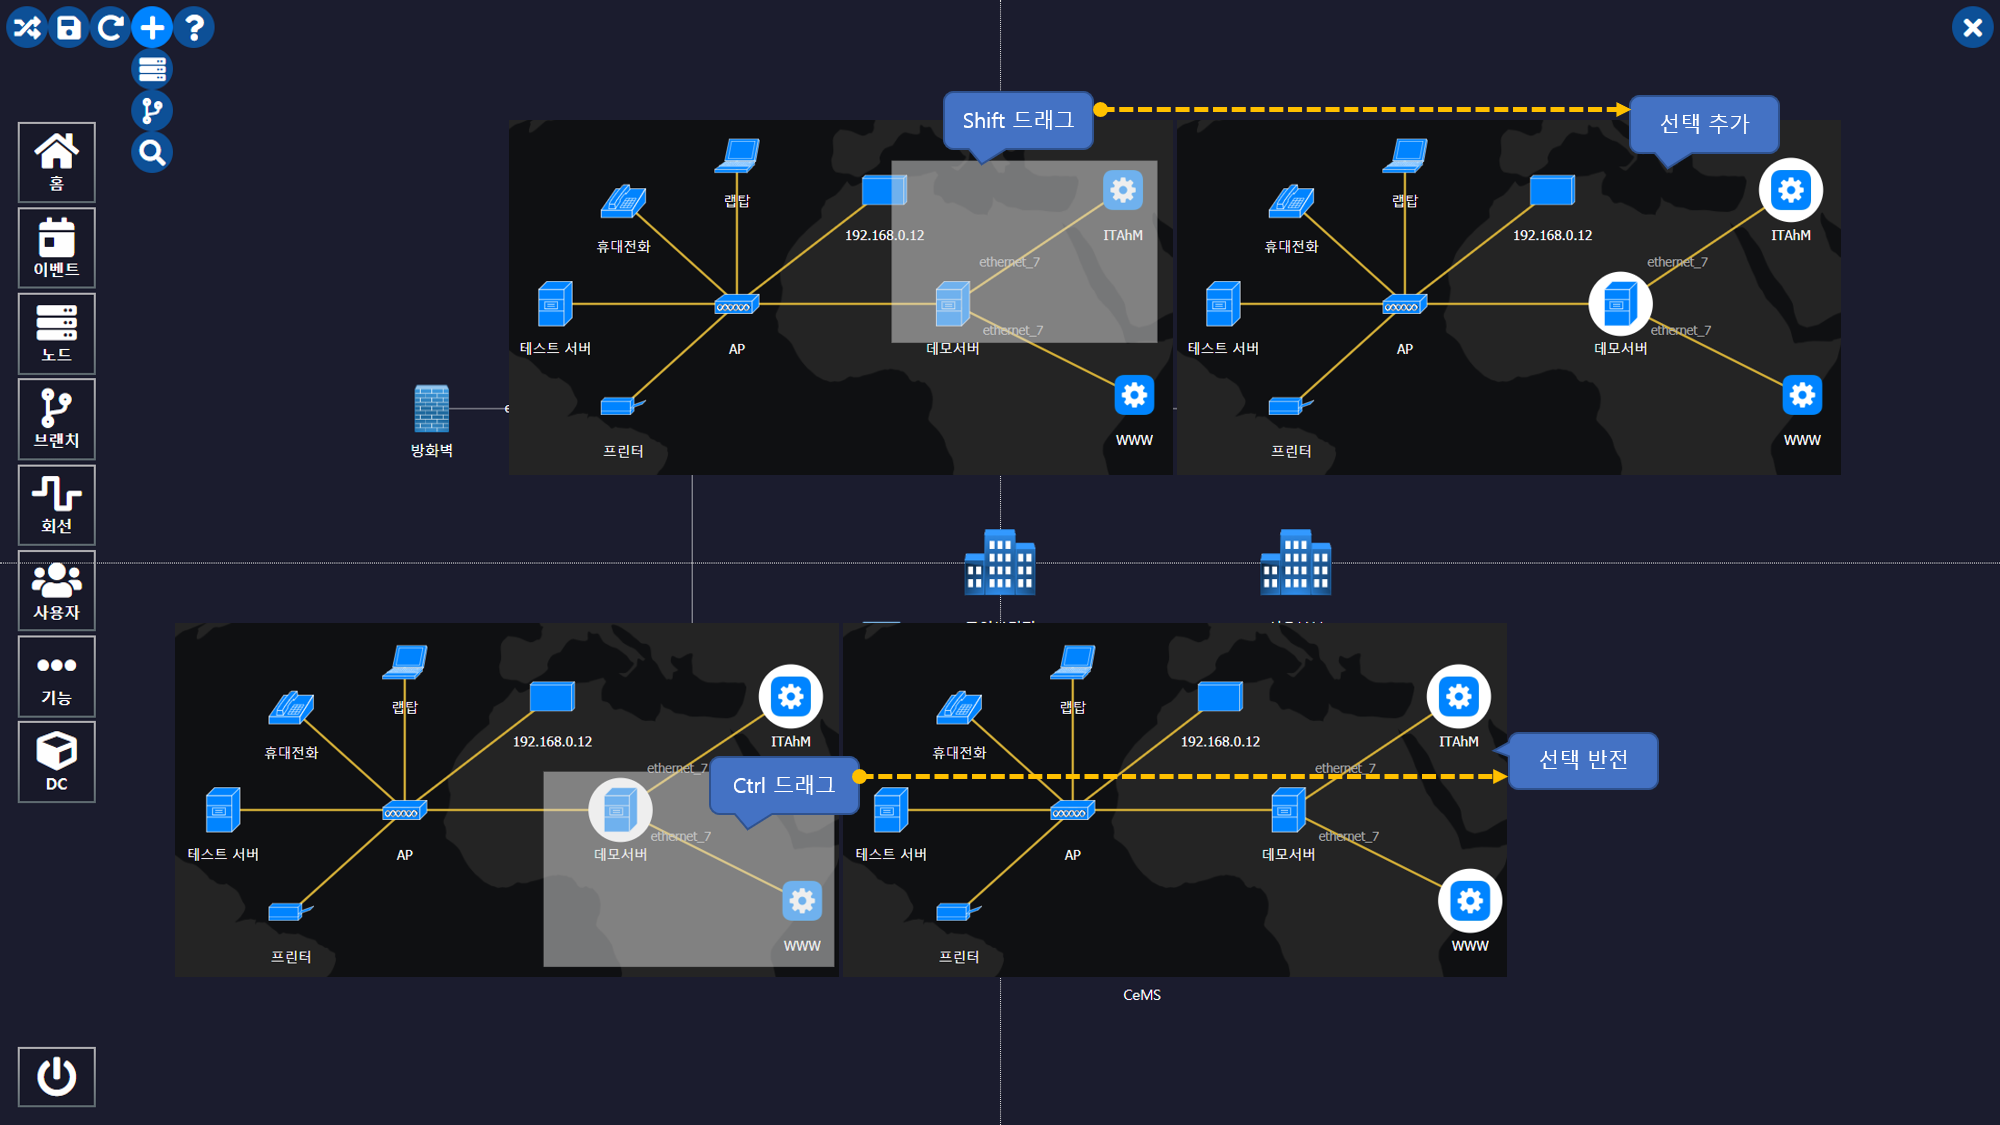 홈
이벤트
노드
브랜치
회선
사용자
기능
DC
Shift 드래그
선택 추가
랩탑
휴대전화
192.168.0.12
ITAhM
ethernet_7
ethernet_7
테스트 서버
AP
데모서버
프린터
WWW
랩탑
휴대전화
192.168.0.12
ITAhM
ethernet_7
ethernet_7
테스트 서버
AP
데모서버
프린터
WWW
방화벽
랩탑
휴대전화
192.168.0.12
ITAhM
ethernet_7
Ctrl 드래그
ethernet_7
테스트 서버
AP
데모서버
프린터
WWW
랩탑
휴대전화
192.168.0.12
ITAhM
선택 반전
ethernet_7
ethernet_7
테스트 서버
AP
데모서버
프린터
WWW
CeMS